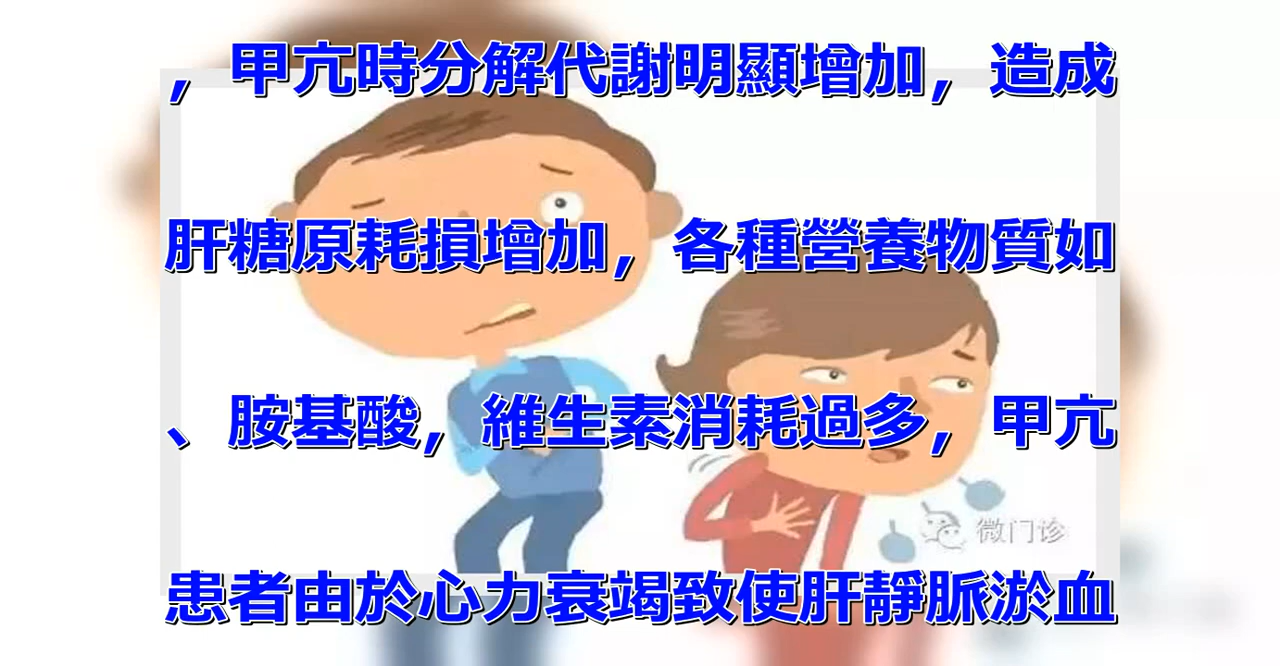 ，甲亢時分解代謝明顯增加，造成
肝糖原耗損增加，各種營養物質如
、胺基酸，維生素消耗過多，甲亢
微门诊
患者由於心力衰竭致使肝靜脈淤血